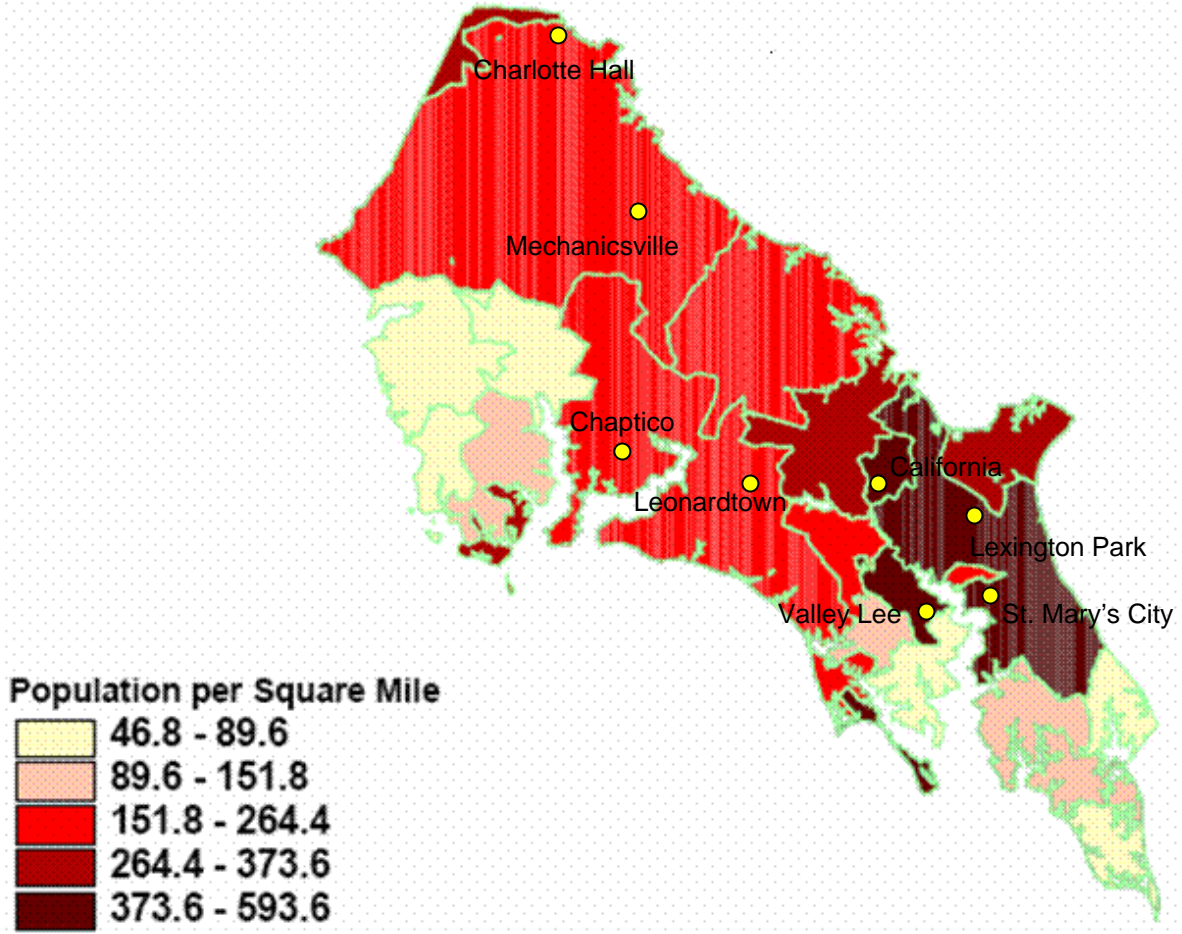 Charlotte Hall
Mechanicsville
Chaptico
California
Leonardtown
Lexington Park
Valley Lee
St. Mary's City
Population per Square Mile
46.8 - 89.6
89.6 - 151.8
151.8 - 264.4
264.4 - 373.6
373.6 - 593.6